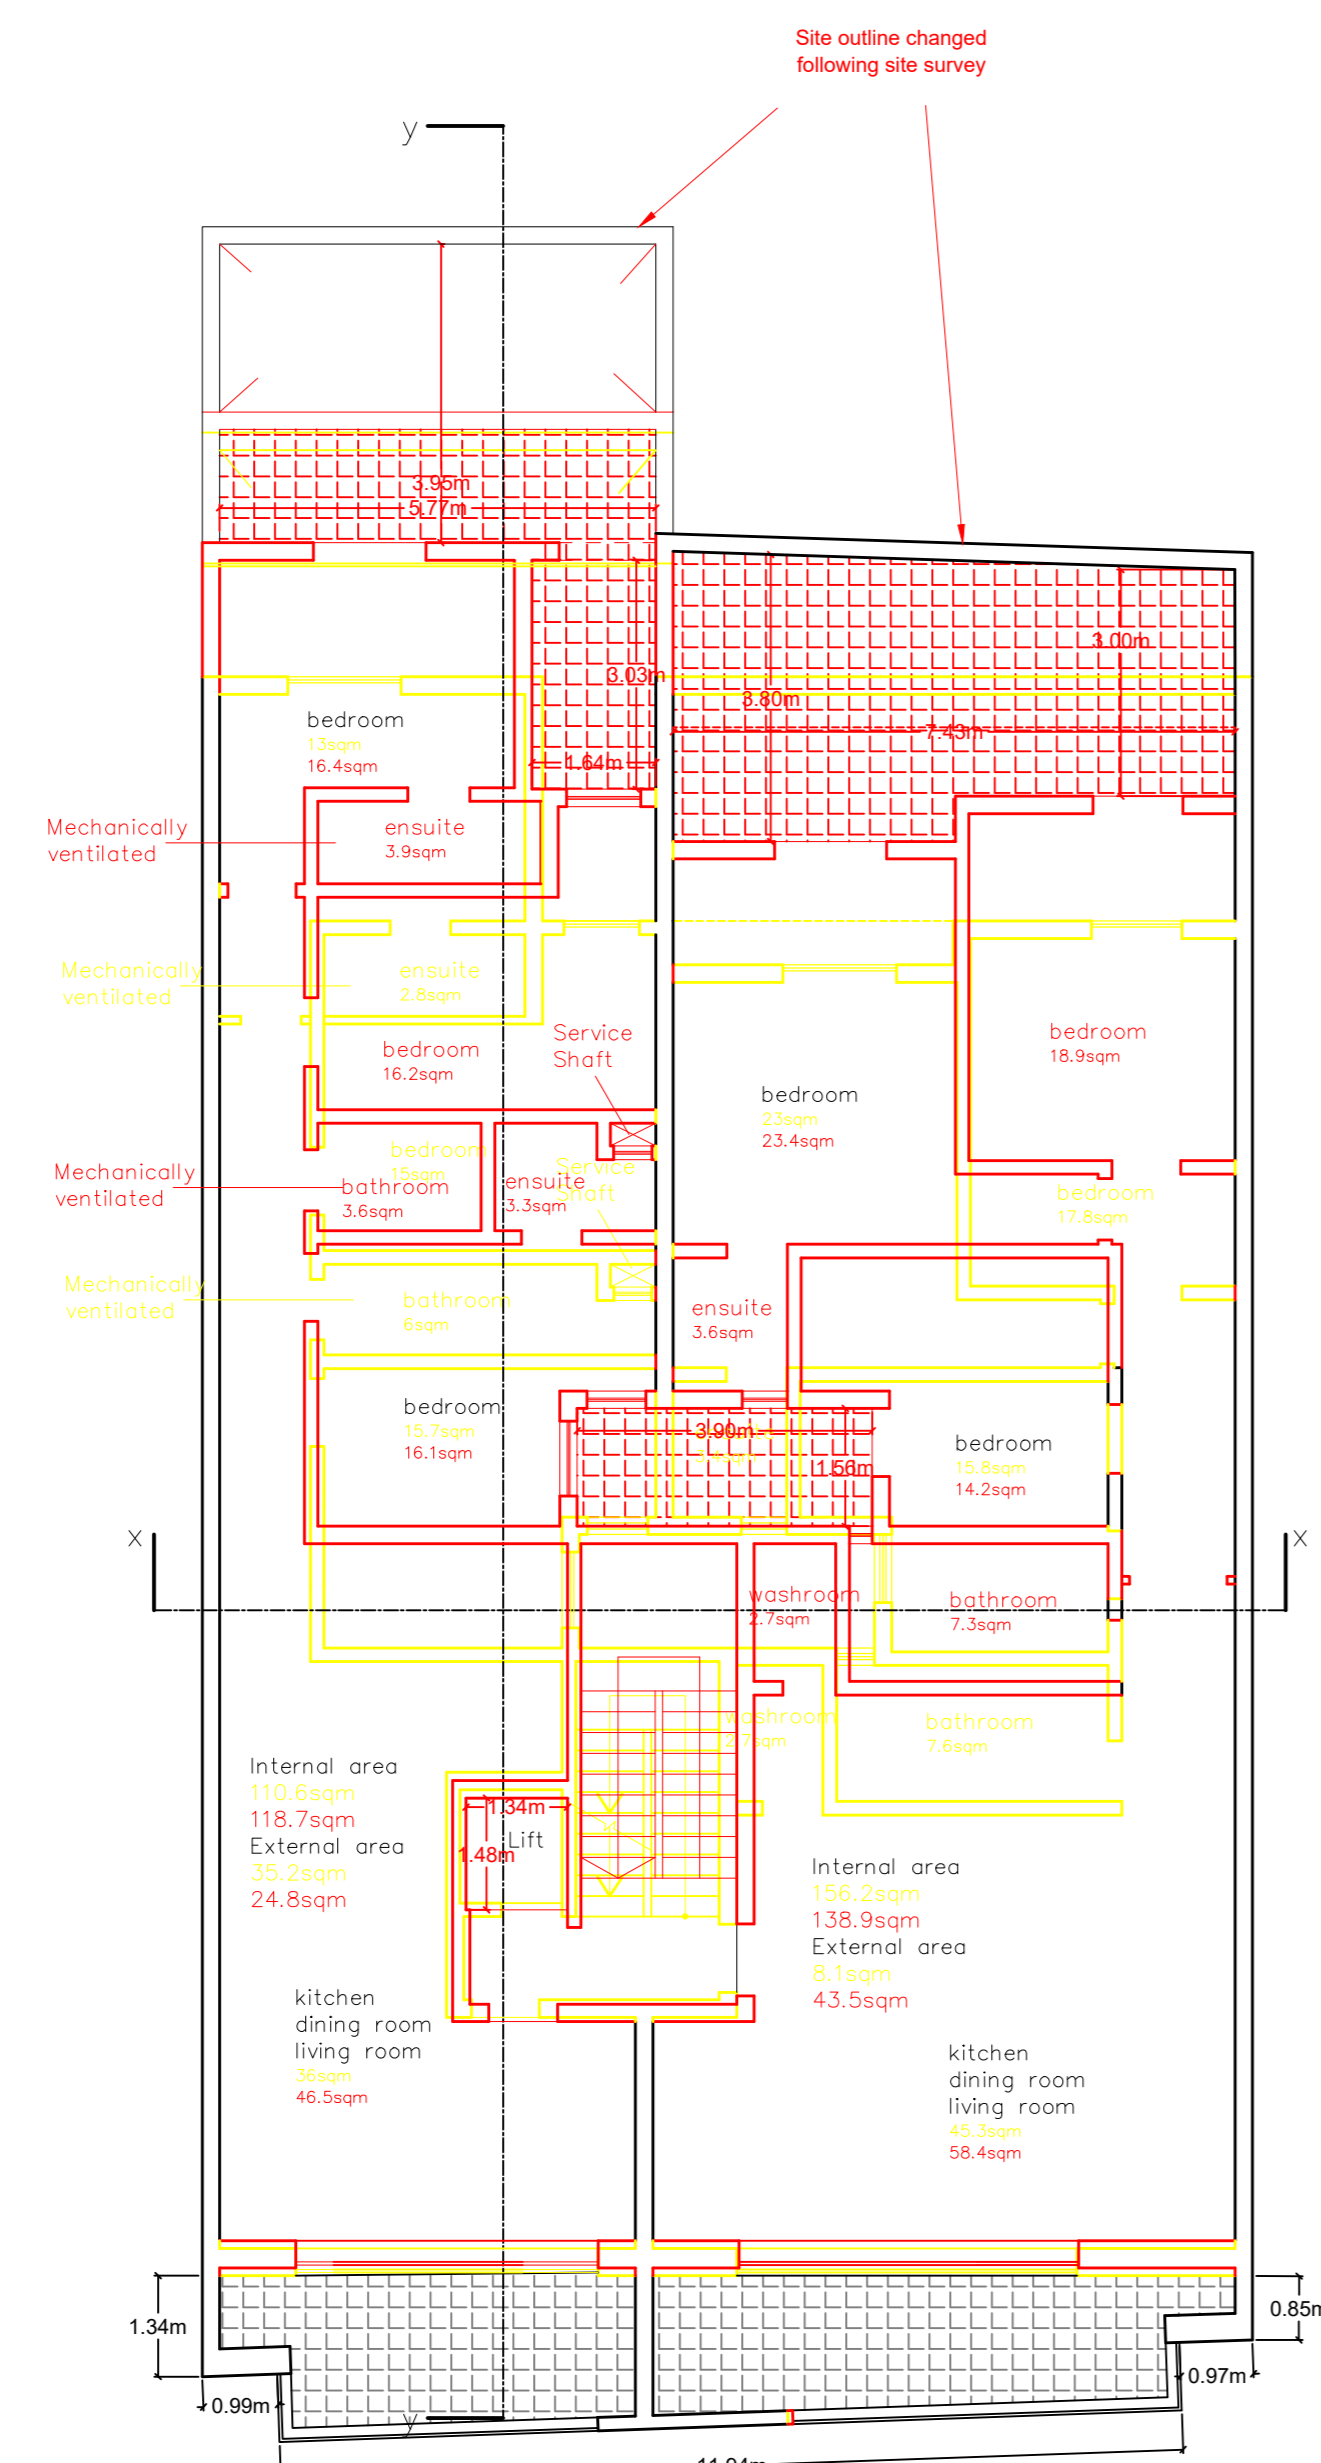 Site outline changed
following site survey
y
3.95m
5.77m
3.03m
3.80m
3.00m
7.43m
1.64m
bedroom
13sqm
16.4sqm
Mechanically
ventilated
ensuite
3.9sqm
Mechanically
ventilated
ensuite
2.8sqm
bedroom
16.2sqm
Service
Shaft
bedroom
18.9sqm
bedroom
23sqm
23.4sqm
bedroom
15sqm
Service
Shaft
Mechanically
ventilated
bathroom
3.6sqm
ensuite
3.3sqm
bedroom
17.8sqm
Mechanically
ventilated
bathroom
6sqm
ensuite
3.6sqm
bedroom
15.7sqm
16.1sqm
3.90m
3.4sqm
1.56m
bedroom
15.8sqm
14.2sqm
x
x
washroom
2.7sqm
bathroom
7.3sqm
washroom
2.7sqm
bathroom
7.6sqm
Internal area
110.6sqm
118.7sqm
External area
35.2sqm
24.8sqm
1.34m
Lift
1.48m
Internal area
156.2sqm
138.9sqm
External area
8.1sqm
43.5sqm
kitchen
dining room
living room
36sqm
46.5sqm
kitchen
dining room
living room
45.3sqm
58.4sqm
1.34m
0.85m
0.99m
0.97m
y